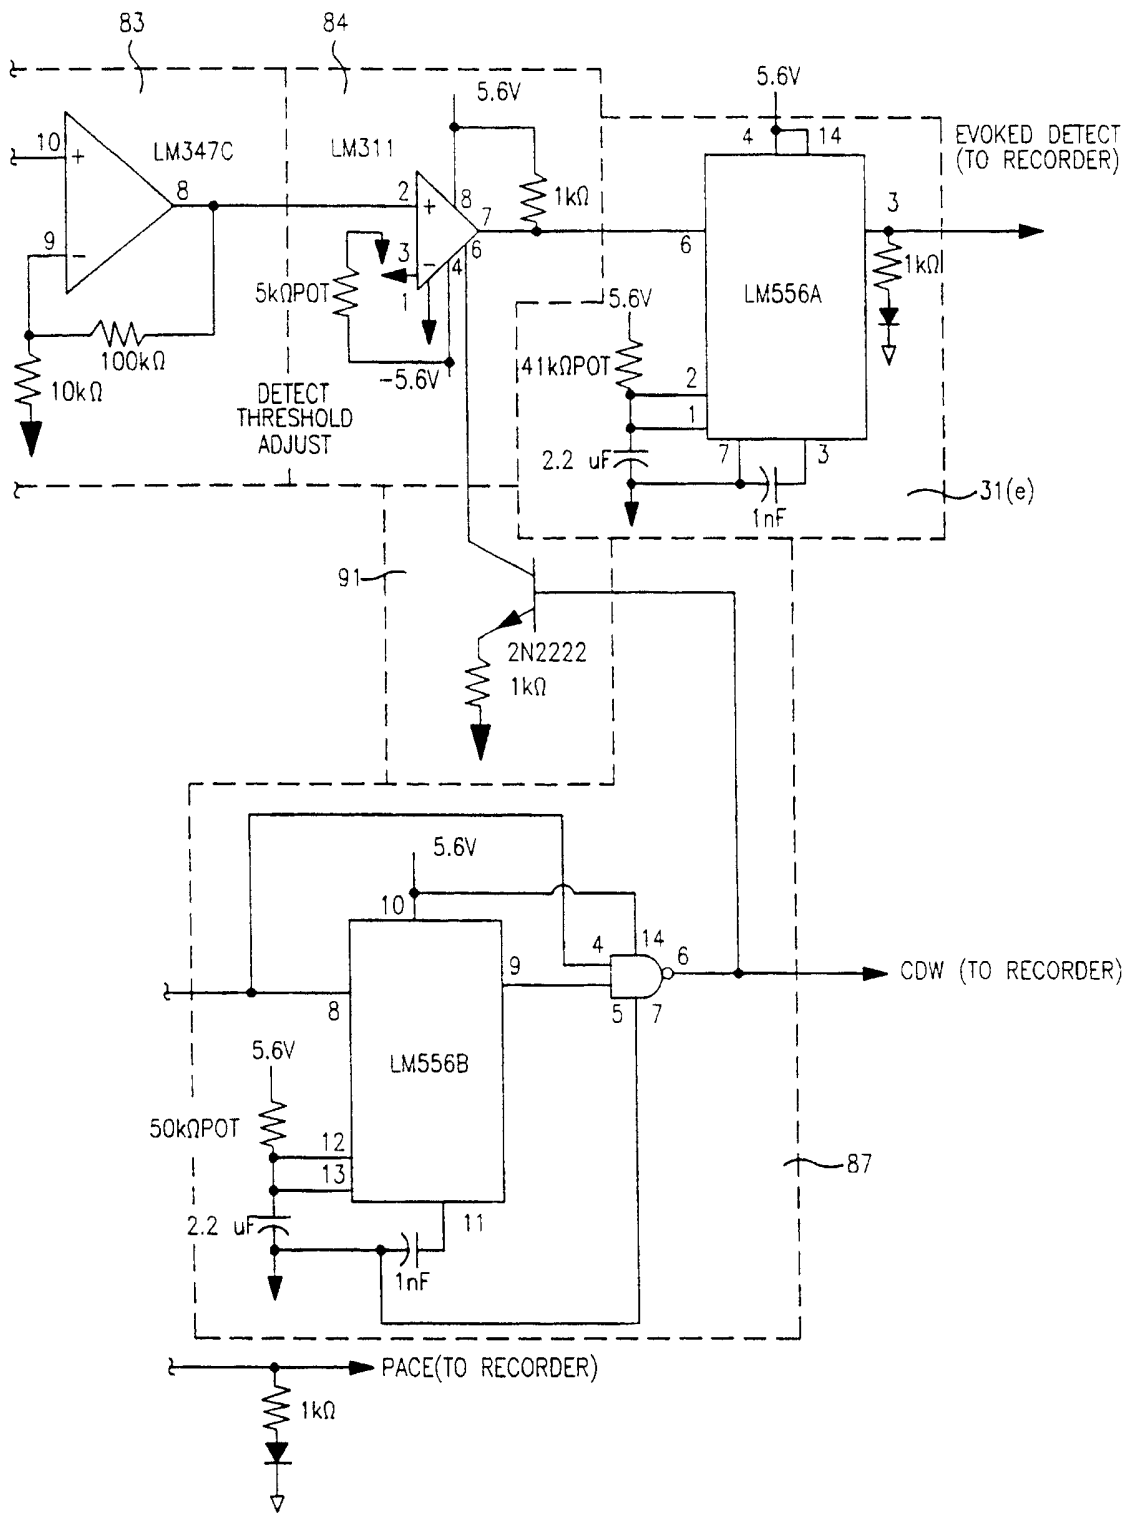 83
84
5.6V
5.6V
10
+
LM347C
LM311
4
14
EVOKED DETECT
(TO RECORDER)
8
2
+
8
7
1kΩ
3
9
-
3
-
4
6
6
1kΩ
5kΩPOT
1
5.6V
LM556A
100kΩ
-5.6V
41kΩPOT
2
10kΩ
DETECT
THRESHOLD
ADJUST
1
2.2 uF
7
3
1nF
31(e)
91
2N2222
1kΩ
5.6V
10
4
14
6
9
CDW (TO RECORDER)
8
5
7
5.6V
LM556B
50kΩPOT
12
13
87
2.2 uF
11
1nF
PACE(TO RECORDER)
1kΩ